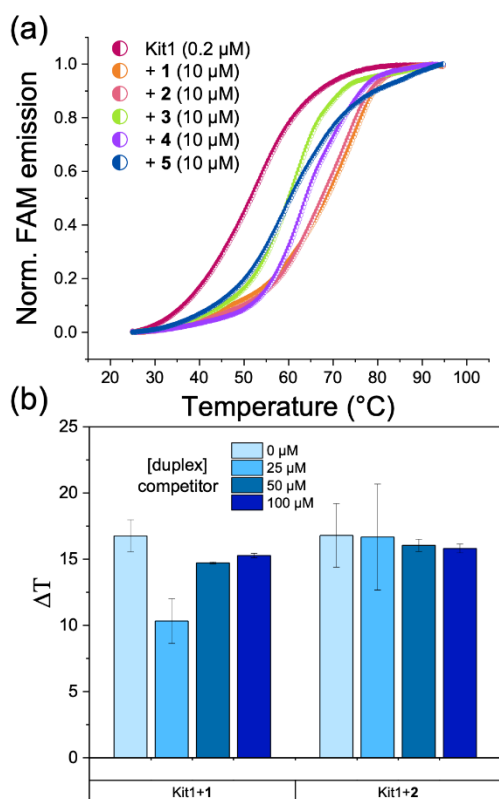 (a)
Kit1 (0.2 µM)
+ 1 (10 µM)
+ 2 (10 µM)
+ 3 (10 µM)
+ 4 (10 µM)
+ 5 (10 µM)
Norm. FAM emission
1.0
0.8
0.6
0.4
0.2
0.0
20 30 40 50 60 70 80 90 100
Temperature (°C)
(b)
[duplex]
competitor
0 µM
25 µM
50 µM
100 µM
ΔT
25
20
15
10
5
0
Kit1+1 Kit1+2